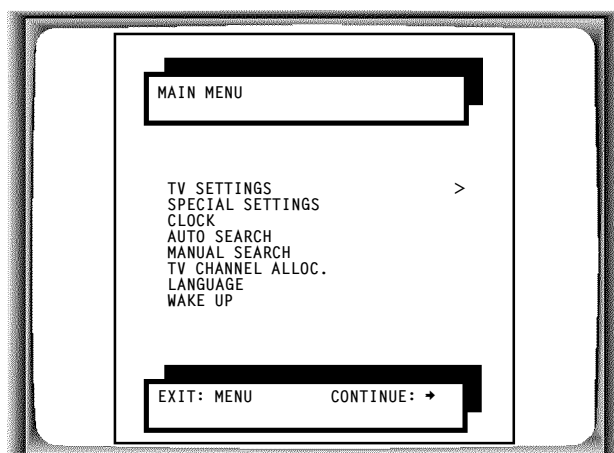 MAIN MENU
TV SETTINGS >
SPECIAL SETTINGS
CLOCK
AUTO SEARCH
MANUAL SEARCH
TV CHANNEL ALLOC.
LANGUAGE
WAKE UP
EXIT: MENU CONTINUE: ➜